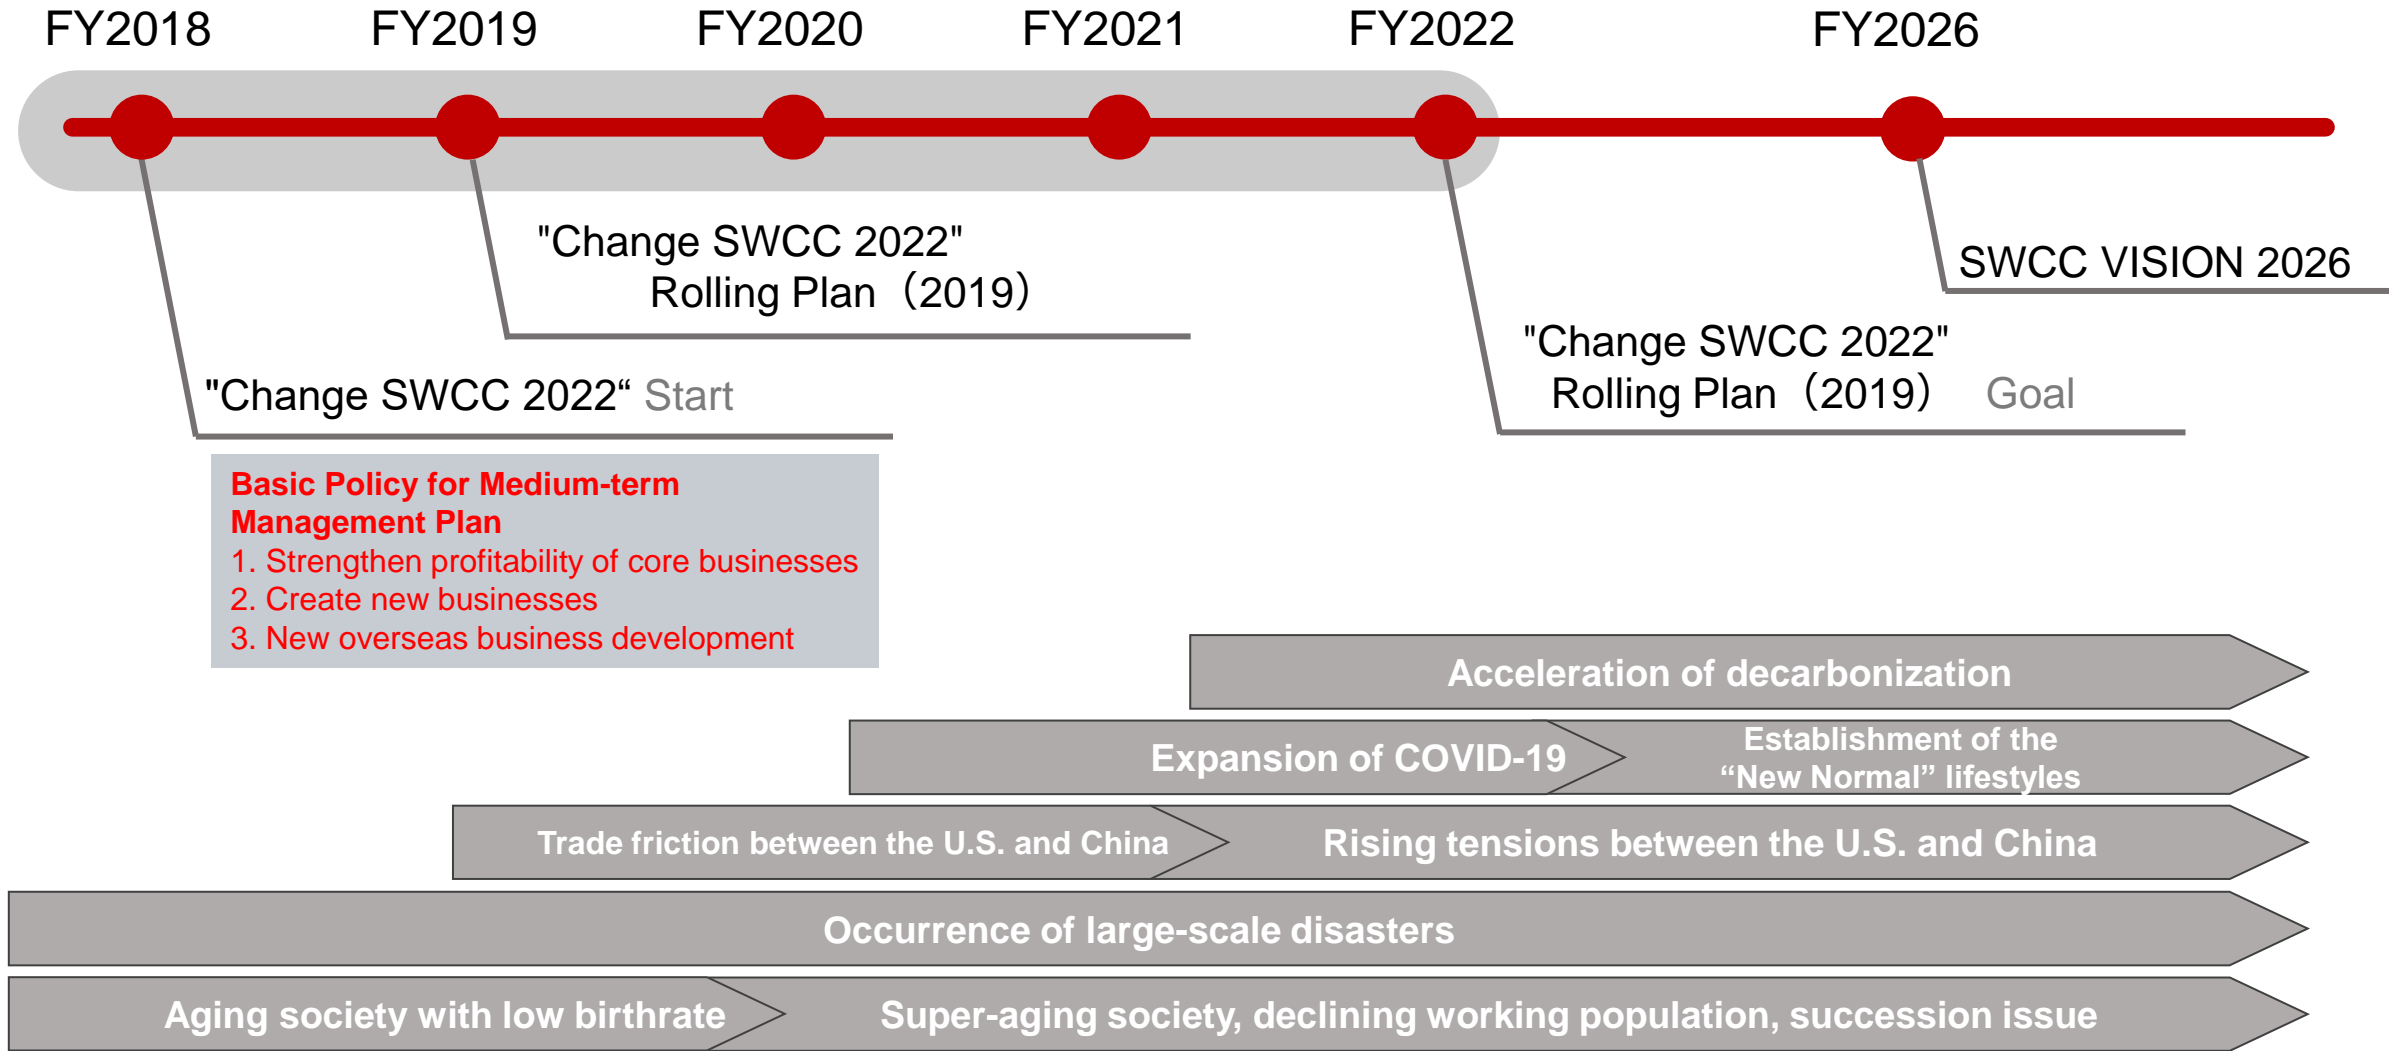 FY2018 FY2019 FY2020 FY2021 FY2022 FY2026
"Change SWCC 2022"
Rolling Plan（2019）
SWCC VISION 2026
"Change SWCC 2022"
Rolling Plan（2019） Goal
"Change SWCC 2022“ Start
Basic Policy for Medium-term
Management Plan
1. Strengthen profitability of core businesses
2. Create new businesses
3. New overseas business development
Acceleration of decarbonization
Expansion of COVID-19
Establishment of the
“New Normal” lifestyles
Trade friction between the U.S. and China
Rising tensions between the U.S. and China
Occurrence of large-scale disasters
Aging society with low birthrate
Super-aging society, declining working population, succession issue